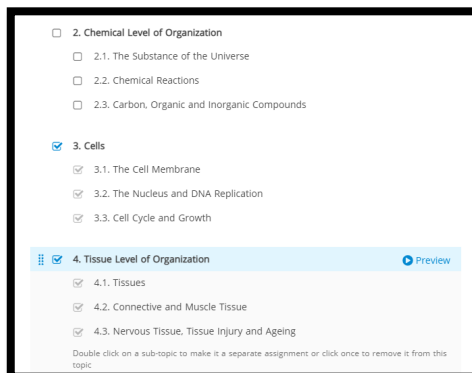 2. Chemical Level of Organization
2.1. The Substance of the Universe
2.2. Chemical Reactions
2.3. Carbon, Organic and Inorganic Compounds
3. Cells
3.1. The Cell Membrane
3.2. The Nucleus and DNA Replication
3.3. Cell Cycle and Growth
4. Tissue Level of Organization Preview
4.1. Tissues
4.2. Connective and Muscle Tissue
4.3. Nervous Tissue, Tissue Injury and Ageing
Double click on a sub-topic to make it a separate assignment or click once to remove it from this
topic